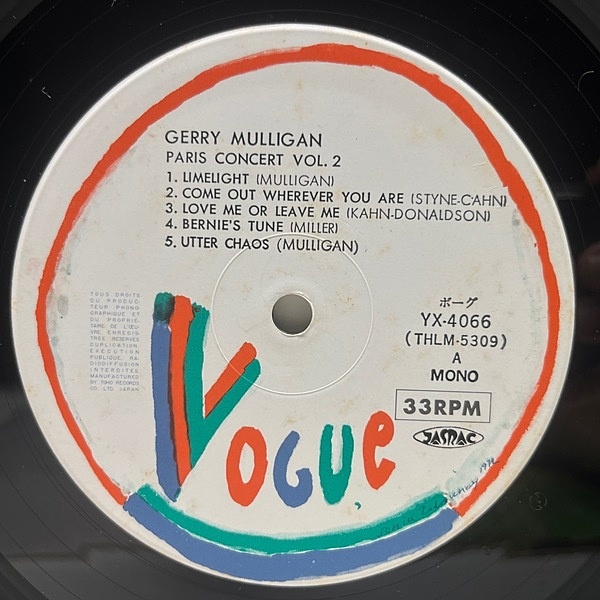 GERRY MULLIGAN
PARIS CONCERT VOL. 2
1. LIMELIGHT (MULLIGAN)
2. COME OUT WHEREVER YOU ARE (STYNE-CAHN)
3. LOVE ME OR LEAVE ME (KAHN-DONALDSON)
4. BERNIE'S TUNE (MILLER)
5. UTTER CHAOS (MULLIGAN)
TOUS DROITS
DU PRODUC-
TEUR PHONO
GRAPHIQUE ET
DU PROPRIE-
TAIRE DE L'ŒU
VRE ENREGIS-
TREE RESERVES
DUPLICATION,
EXECUTION
PUBLIQUE, RA-
DIODIFFUSION
INTERDITES
MANUFACTURED
BY TOHO RECORDS
CO. LTD. JAPAN
ボーグ
YX-4066
(THLM-5309)
A
MONO
33RPM
JASRAC
VOGUE